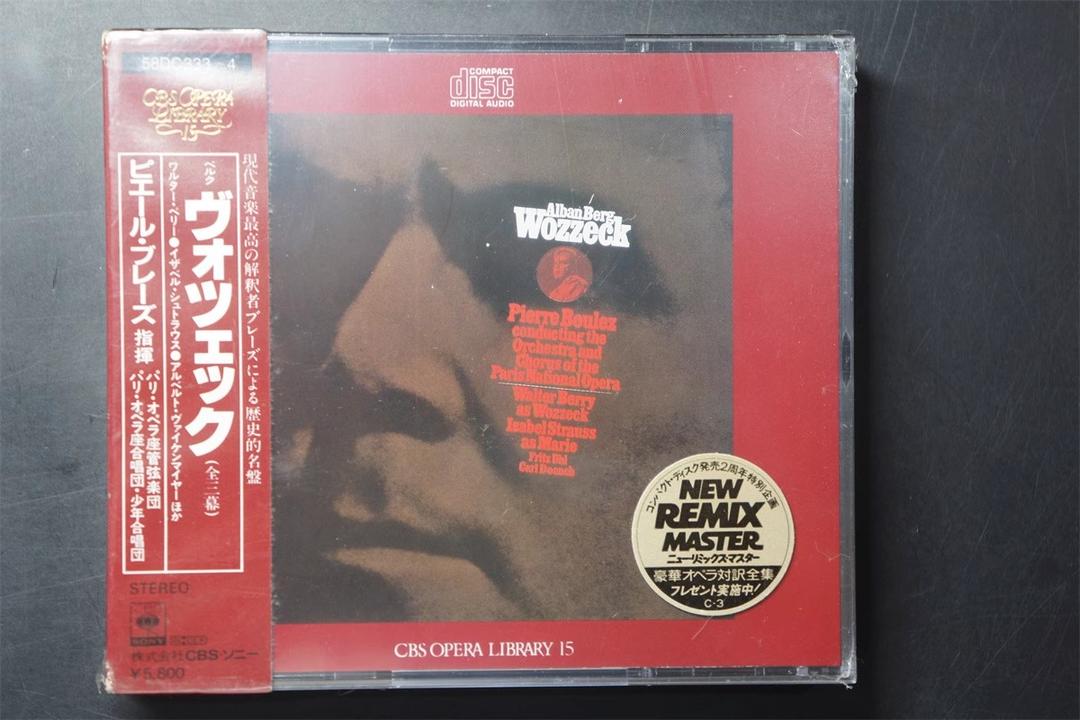 58DC333~4
CBS OPERA
LIBRARY
15
現代音楽最高の解釈者ブレーズによる歴史的名盤
ベルク
ヴォツェック(全三幕)
ワルター・ベリー●イザベル・シュトラウス●アルベルト・ヴァイケンマイヤーほか
ピエール・ブレーズ 指揮
パリ・オペラ座管弦楽団
パリ・オペラ座合唱団・少年合唱団
STEREO
CBS
SONY
株式会社CBS・ソニー
¥5,800
COMPACT
disc
DIGITAL AUDIO
Alban Berg
Wozzeck
Pierre Boulez
conducting the
Orchestra and
Chorus of the
Paris National Opera
Walter Berry
as Wozzeck
Isabel Strauss
as Marie
Fritz Uhl
Carl Doench
コンパクト・ディスク発売2周年特別企画
NEW
REMIX
MASTER
ニュー・リミックス・マスター
豪華オペラ対訳全集
プレゼント実施中!
C-3
CBS OPERA LIBRARY 15